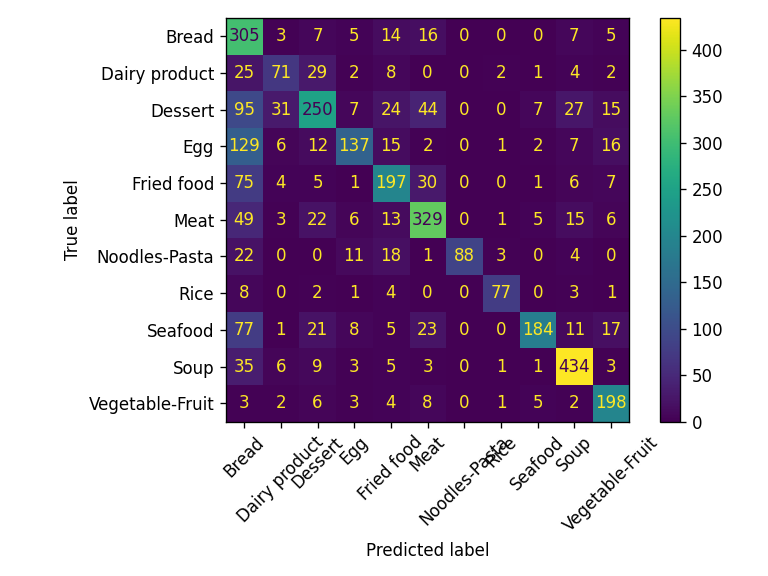 Bread 305 3 7 5 14 16 0 0 0 7 5
Dairy product 25 71 29 2 8 0 0 2 1 4 2
Dessert 95 31 250 7 24 44 0 0 7 27 15
Egg 129 6 12 137 15 2 0 1 2 7 16
Fried food 75 4 5 1 197 30 0 0 1 6 7
Meat 49 3 22 6 13 329 0 1 5 15 6
Noodles-Pasta 22 0 0 11 18 1 88 3 0 4 0
Rice 8 0 2 1 4 0 0 77 0 3 1
Seafood 77 1 21 8 5 23 0 0 184 11 17
Soup 35 6 9 3 5 3 0 1 1 434 3
Vegetable-Fruit 3 2 6 3 4 8 0 1 5 2 198
True label
Bread
Dairy product
Dessert
Egg
Fried food
Meat
Noodles-Pasta
Rice
Seafood
Soup
Vegetable-Fruit
Predicted label
400
350
300
250
200
150
100
50
0